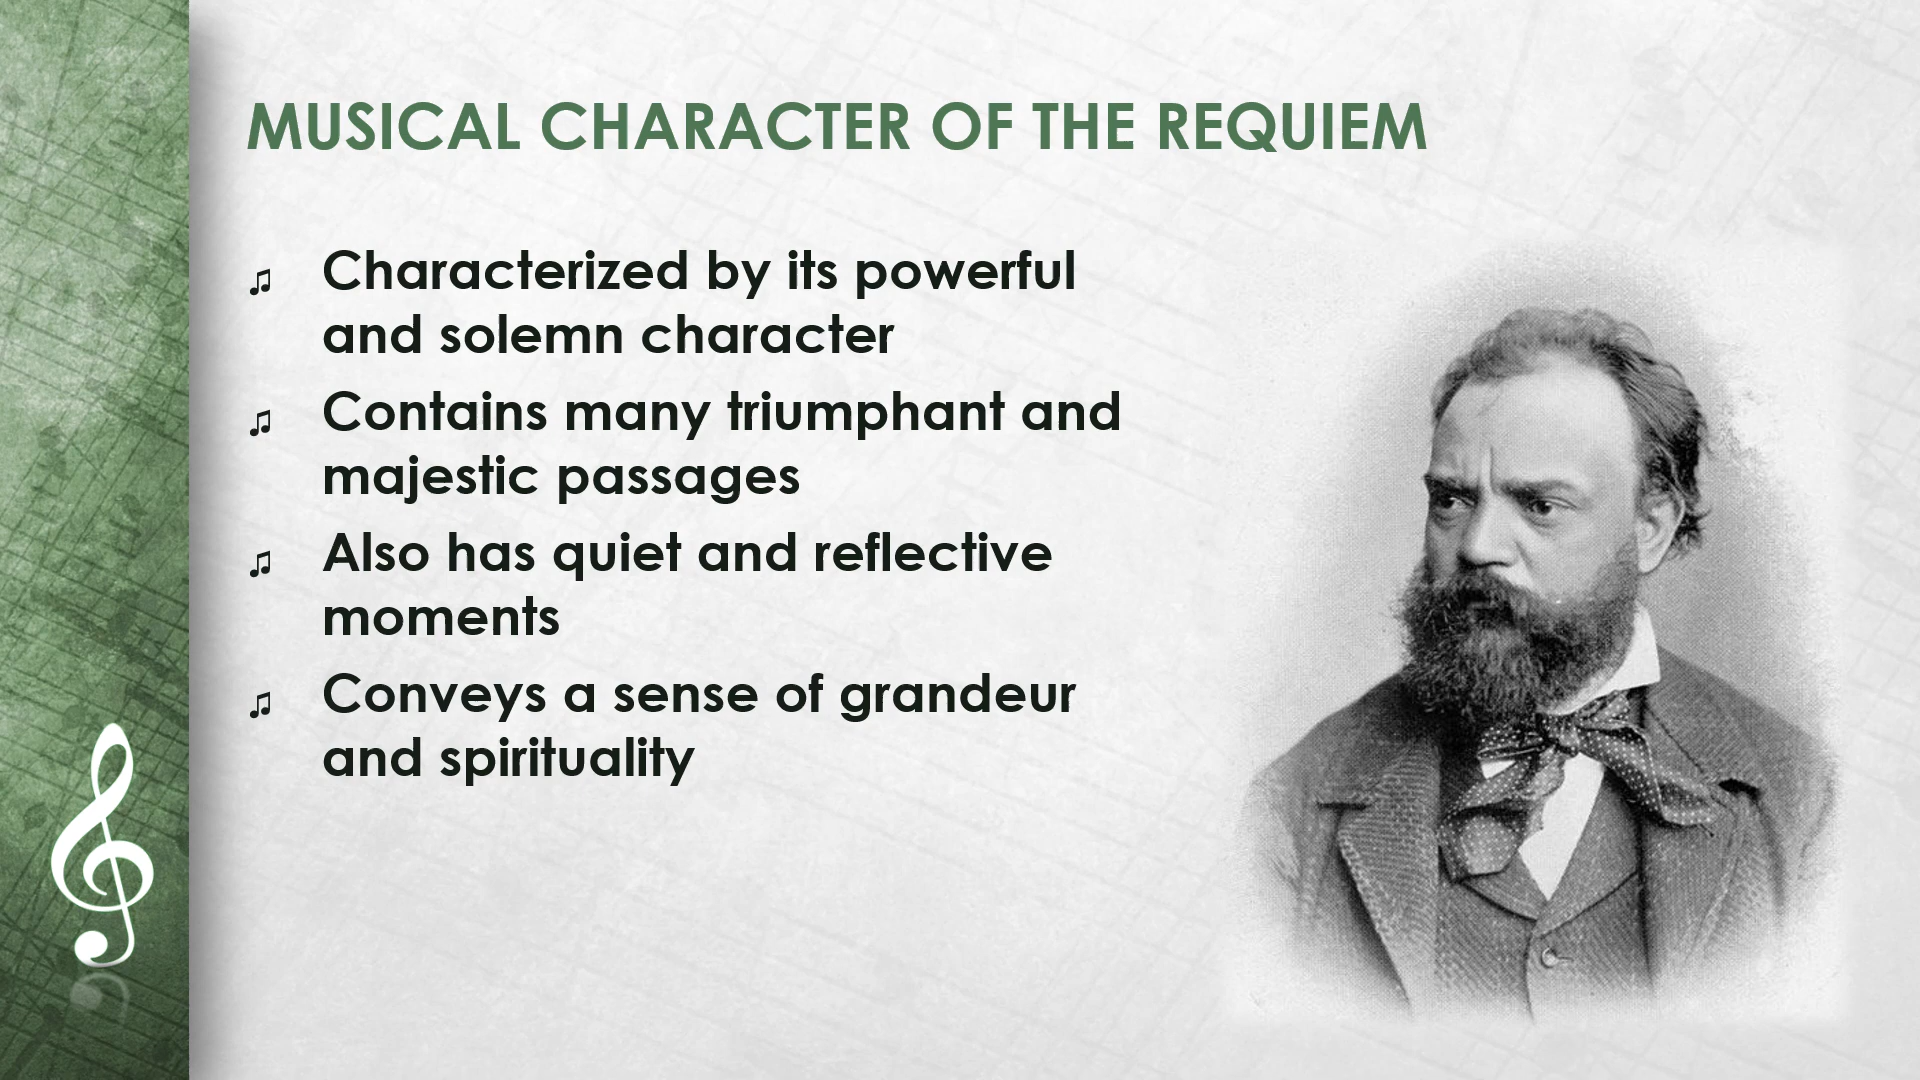 MUSICAL CHARACTER OF THE REQUIEM
♫ Characterized by its powerful
and solemn character
♫ Contains many triumphant and
majestic passages
♫ Also has quiet and reflective
moments
♫ Conveys a sense of grandeur
and spirituality